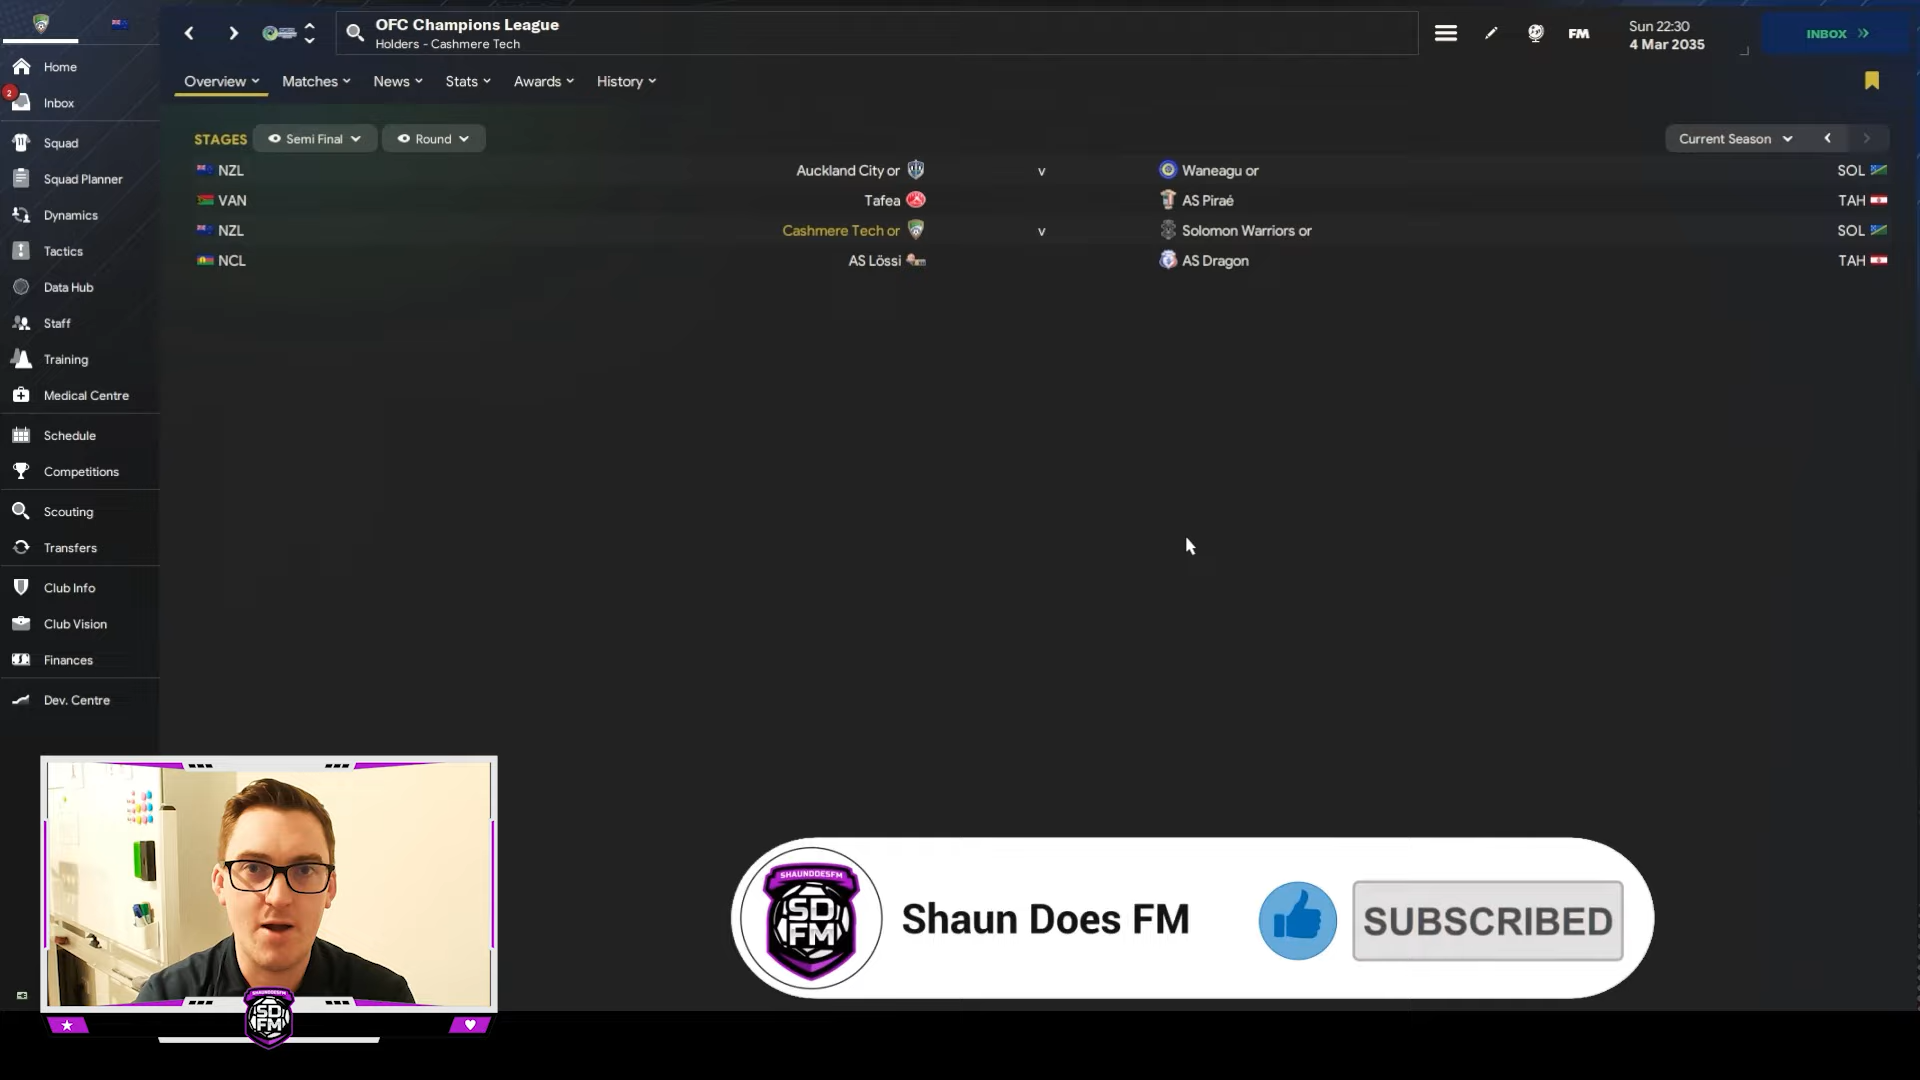 OFC Champions League
Holders - Cashmere Tech
FM
Sun 22:30
4 Mar 2035
INBOX
Overview
Matches
News
Stats
Awards
History
Home
2
Inbox
Squad
Squad Planner
Dynamics
Tactics
Data Hub
Staff
Training
Medical Centre
Schedule
Competitions
Scouting
Transfers
Club Info
Club Vision
Finances
Dev. Centre
STAGES
Semi Final
Round
Current Season
NZL Auckland City or v Waneagu or SOL
VAN Tafea AS Piraé TAH
NZL Cashmere Tech or v Solomon Warriors or SOL
NCL AS Lössi AS Dragon TAH
SHAUNDOESFM
SD
FM
Shaun Does FM
SUBSCRIBED
SHAUNDOESFM
SD
FM